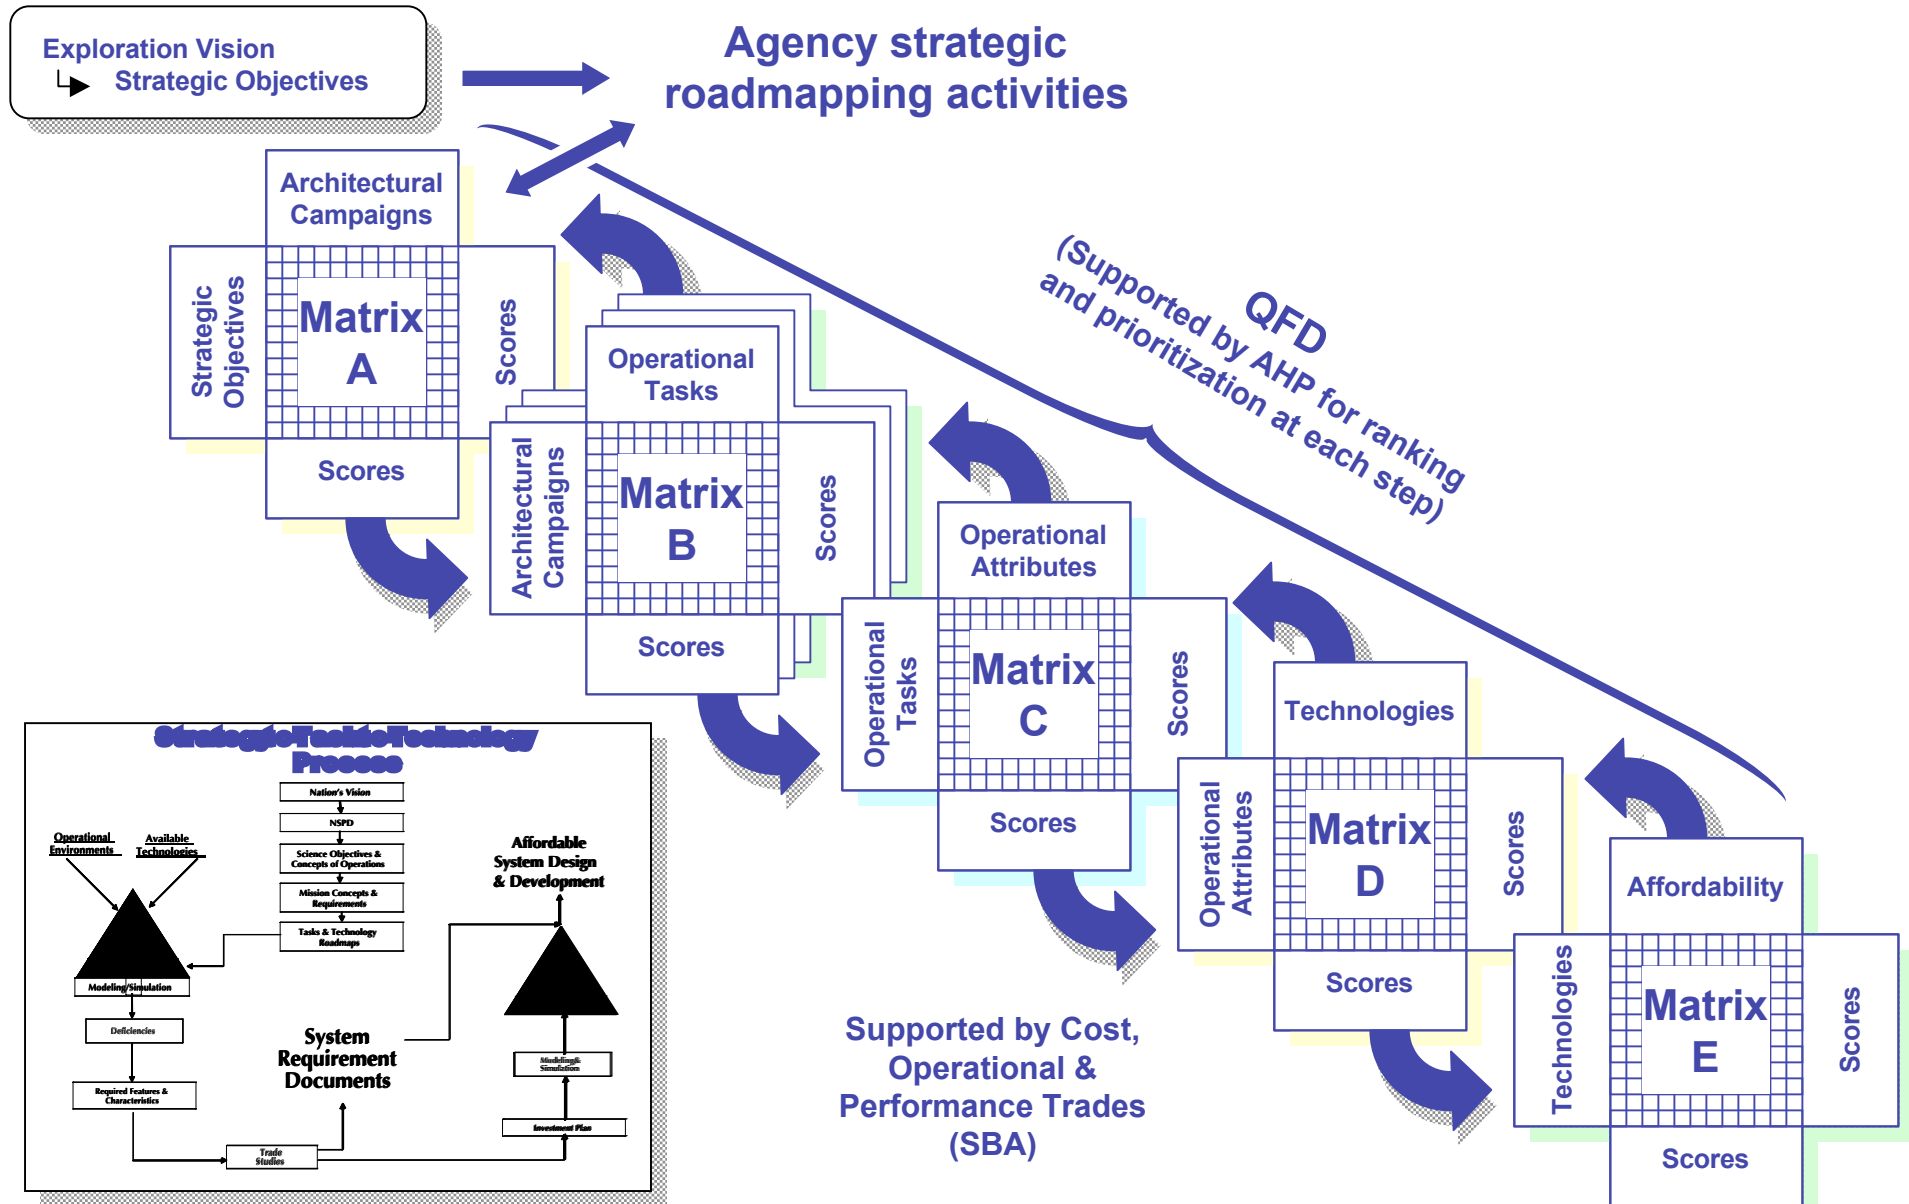 Exploration Vision
Strategic Objectives
Agency strategic
roadmapping activities
Architectural
Campaigns
Strategic
Objectives
Matrix
A
Scores
Scores
Operational
Tasks
Architectural
Campaigns
Matrix
B
Scores
Scores
QFD
(Supported by AHP for ranking
and prioritization at each step)
Operational
Attributes
Operational
Tasks
Matrix
C
Scores
Scores
Technologies
Operational
Attributes
Matrix
D
Scores
Scores
Affordability
Technologies
Matrix
E
Scores
Scores
Supported by Cost,
Operational &
Performance Trades
(SBA)
Strategy-to-Task-to-Technology
Process
Nation's Vision
NSPD
Science Objectives &
Concepts of Operations
Mission Concepts &
Requirements
Tasks & Technology
Roadmaps
Operational
Environments
Available
Technologies
Modeling/Simulation
Deficiencies
Required Features &
Characteristics
Trade
Studies
System
Requirement
Documents
Affordable
System Design
& Development
Modeling&
Simulation
Investment Plan